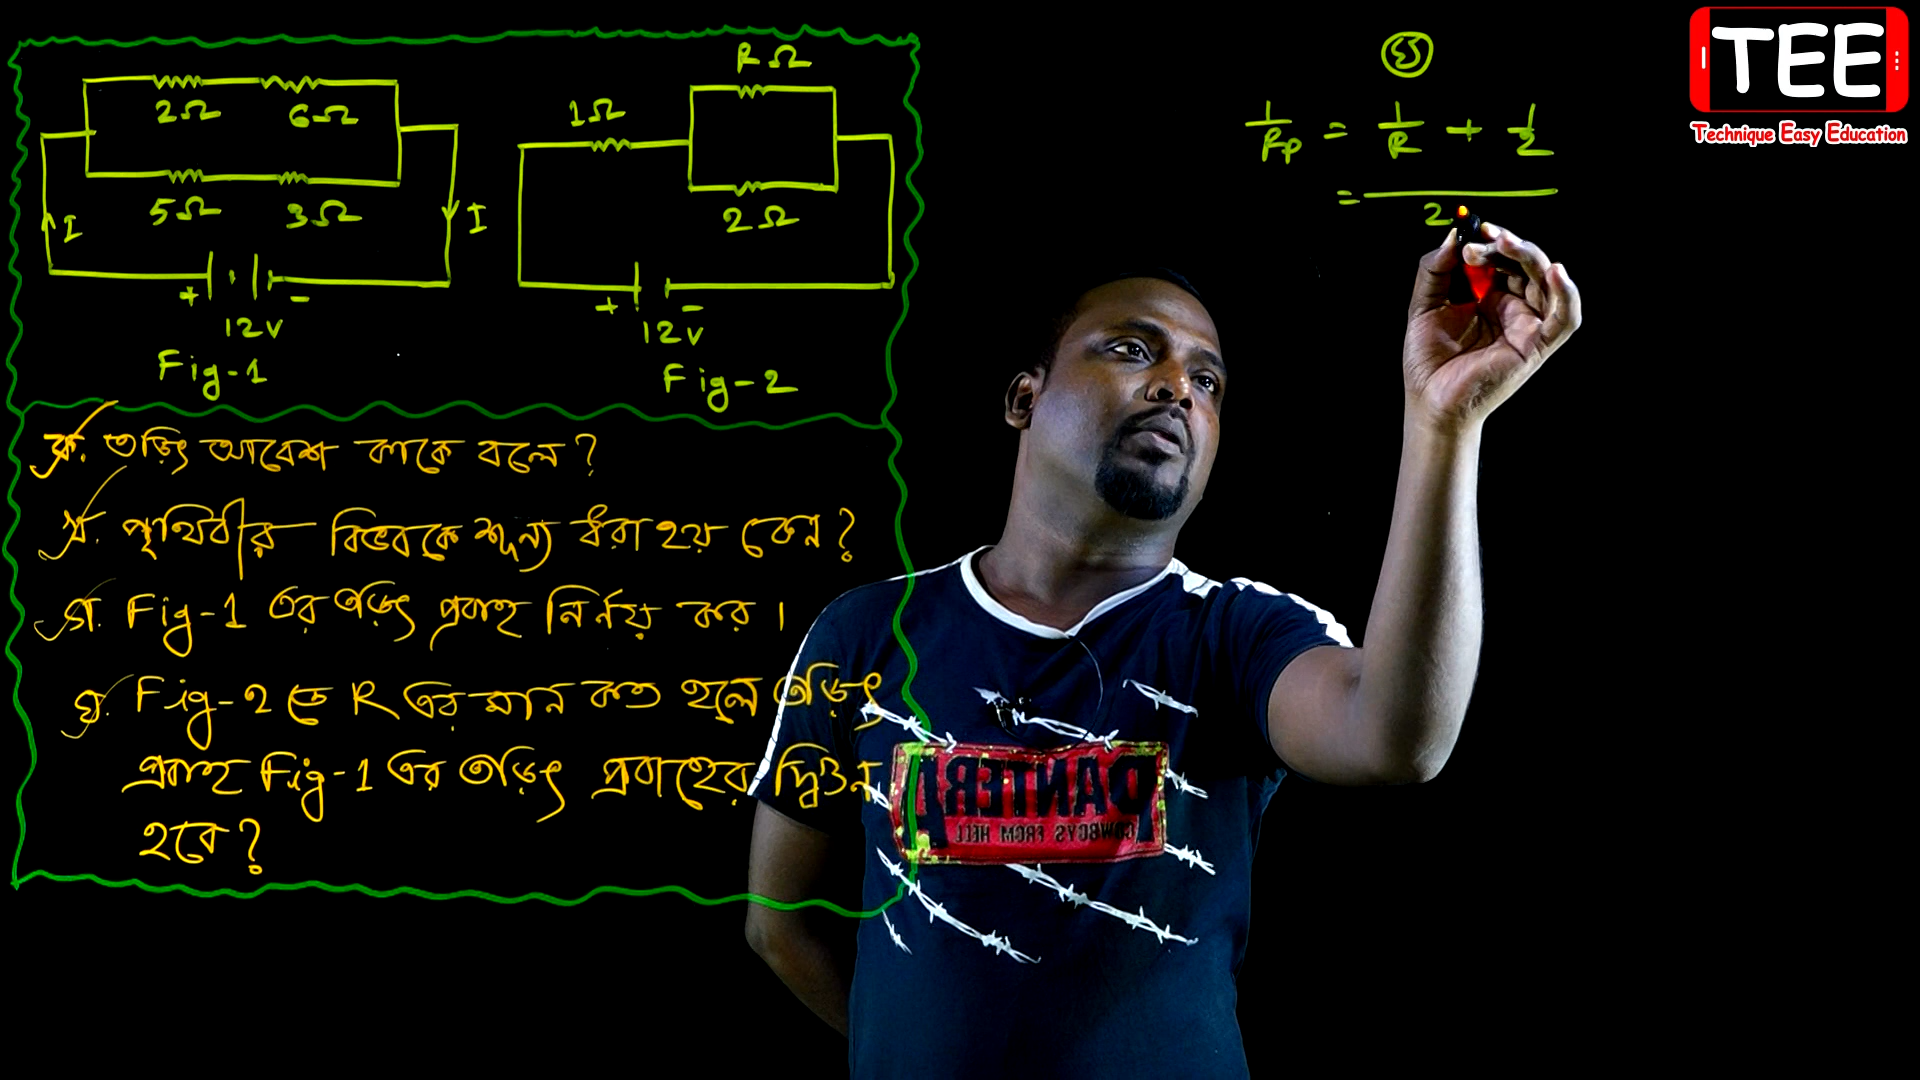 2Ω 6Ω
5Ω 3Ω
I I
+ -
12V
Fig-1
RΩ
1Ω
2Ω
+ -
12V
Fig-2
ক. তড়িৎ আবেশ কাকে বলে?
খ. পৃথিবীর বিভবকে শূন্য ধরা হয় কেন?
গ. Fig-1 এর তড়িৎ প্রবাহ নির্নয় কর।
ঘ. Fig-2 তে R এর মান কত হলে তড়িৎ
প্রবাহ Fig-1 এর তড়িৎ প্রবাহের দ্বিগুন
হবে?
ঘ
1/Rp = 1/R + 1/2
= 2
TEE
Technique Easy Education
PANTERA
COWBOYS FROM HELL